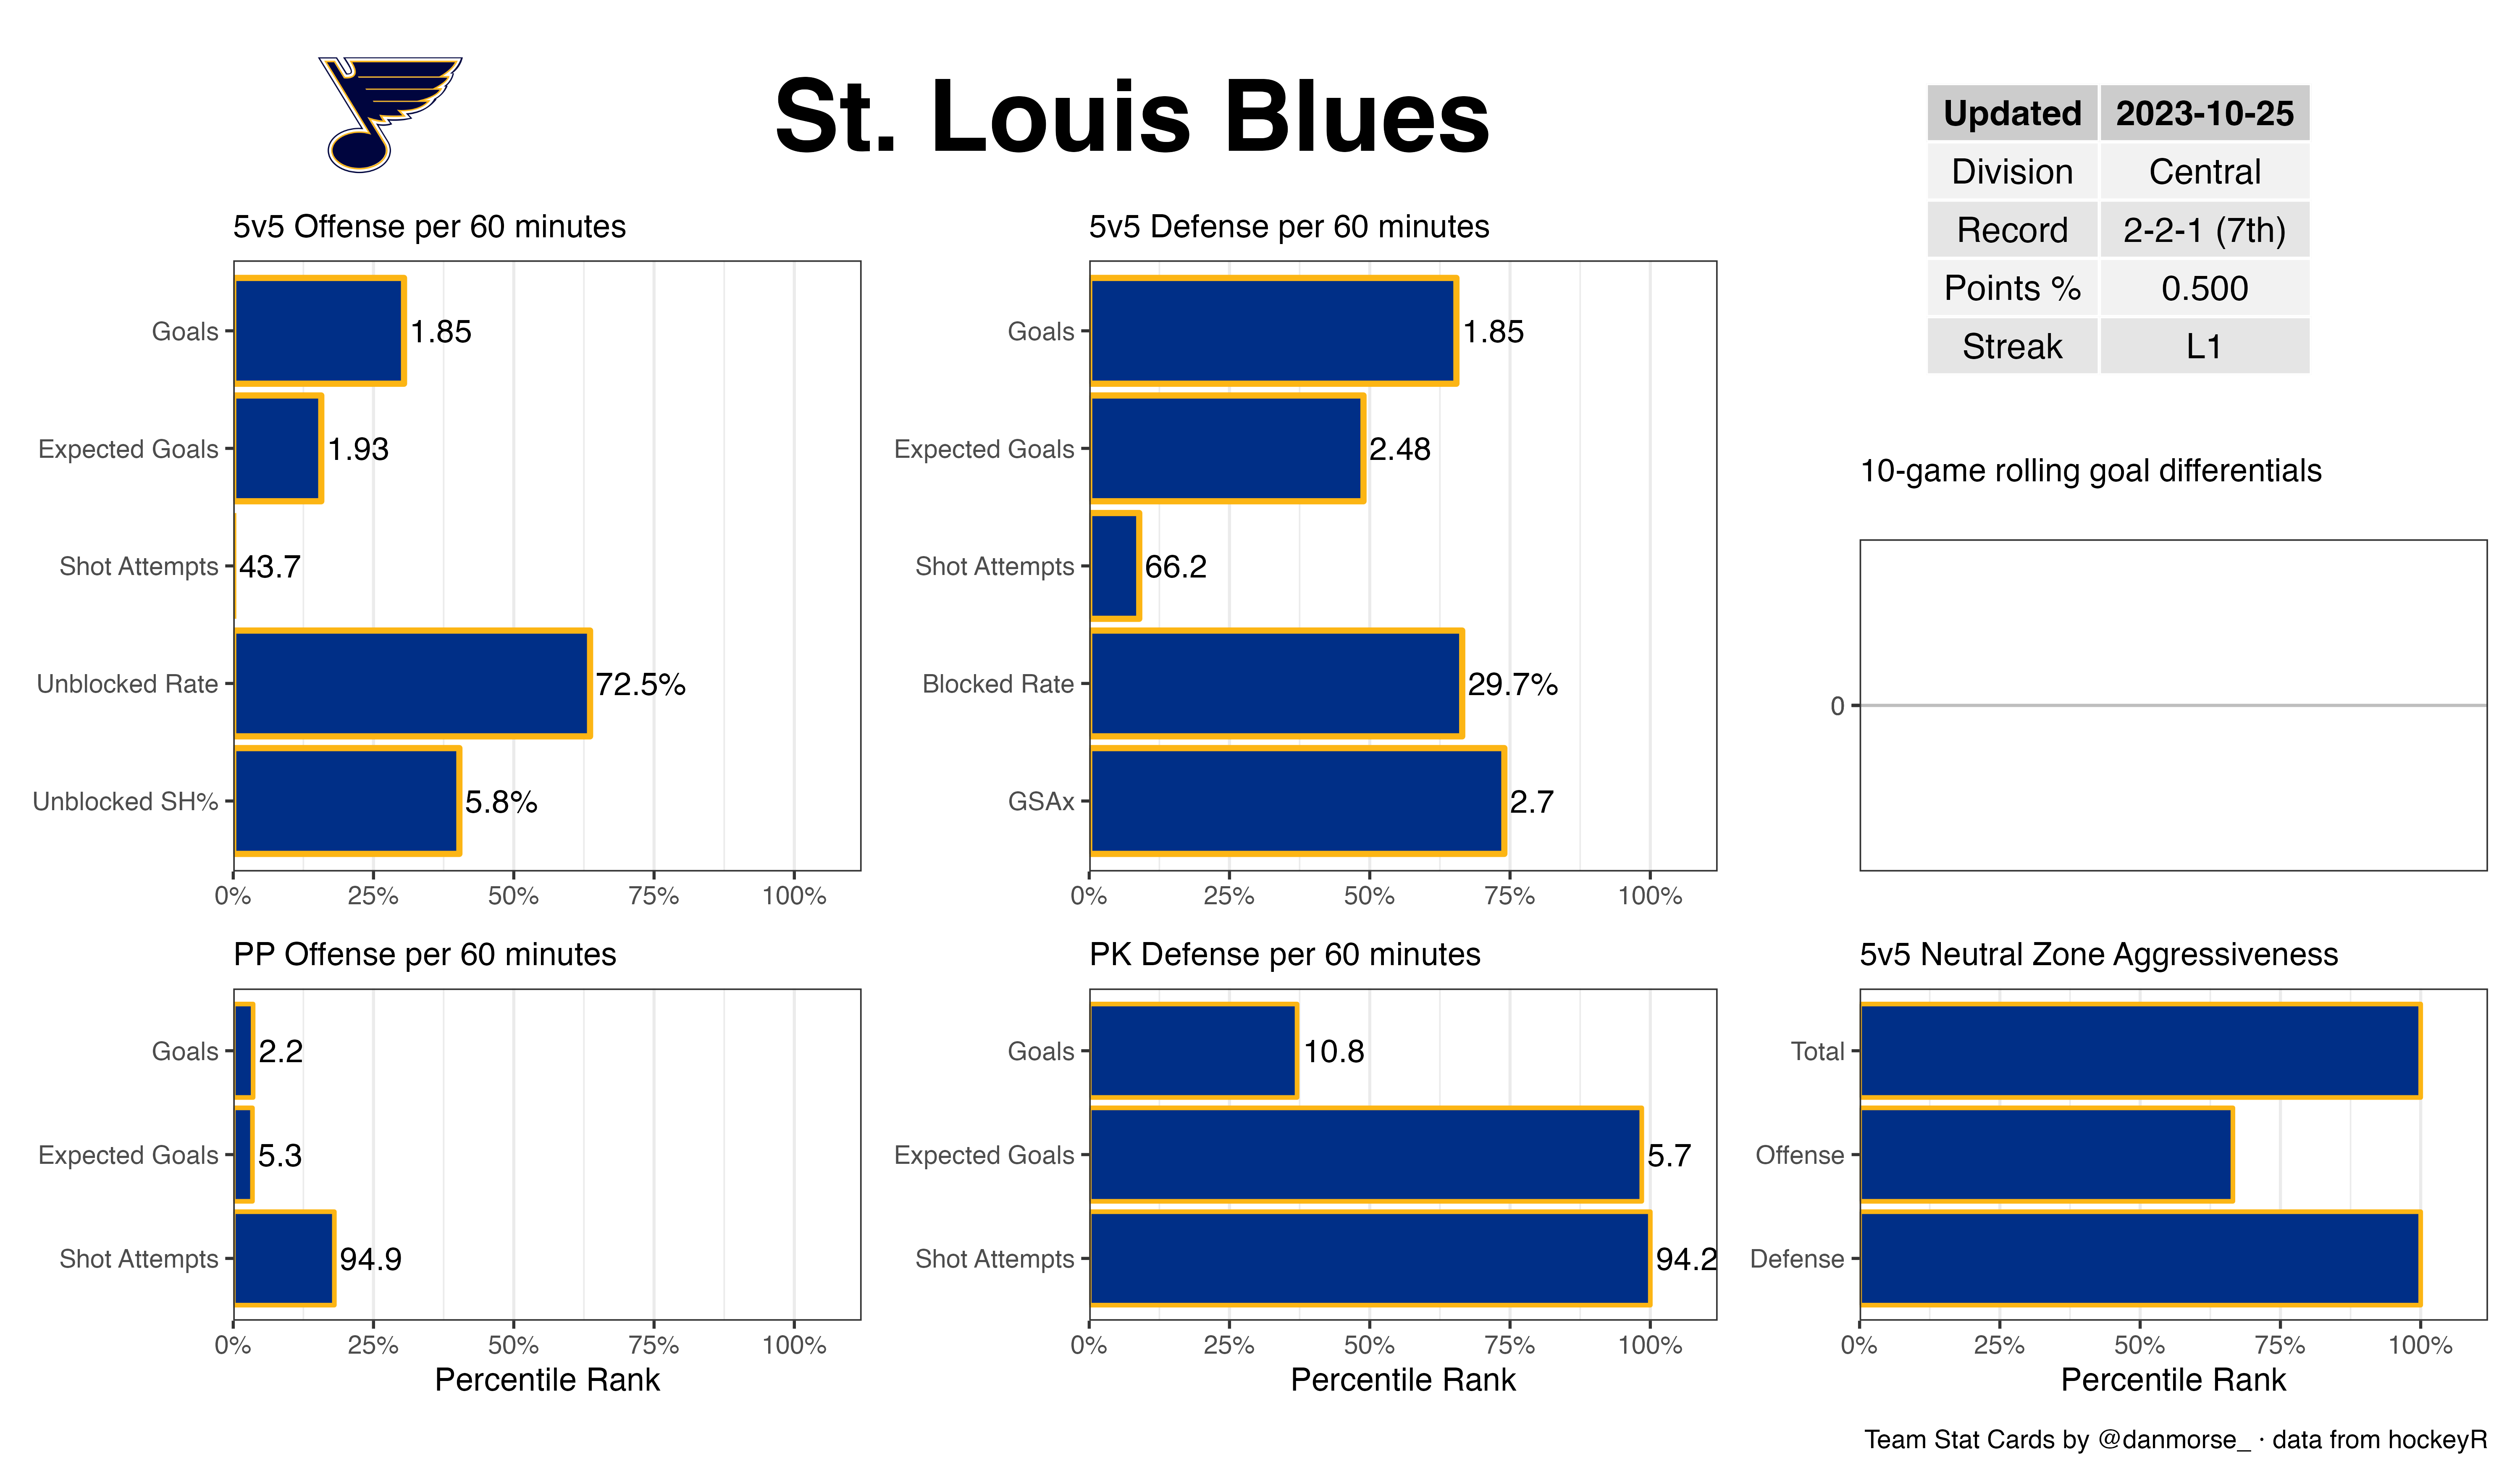 St. Louis Blues
Updated 2023-10-25
Division Central
Record 2-2-1 (7th)
Points % 0.500
Streak L1
5v5 Offense per 60 minutes
Goals 1.85
Expected Goals 1.93
Shot Attempts 43.7
Unblocked Rate 72.5%
Unblocked SH% 5.8%
0% 25% 50% 75% 100%
5v5 Defense per 60 minutes
Goals 1.85
Expected Goals 2.48
Shot Attempts 66.2
Blocked Rate 29.7%
GSAx 2.7
0% 25% 50% 75% 100%
10-game rolling goal differentials
0
PP Offense per 60 minutes
Goals 2.2
Expected Goals 5.3
Shot Attempts 94.9
0% 25% 50% 75% 100%
Percentile Rank
PK Defense per 60 minutes
Goals 10.8
Expected Goals 5.7
Shot Attempts 94.2
0% 25% 50% 75% 100%
Percentile Rank
5v5 Neutral Zone Aggressiveness
Total
Offense
Defense
0% 25% 50% 75% 100%
Percentile Rank
Team Stat Cards by @danmorse_ · data from hockeyR